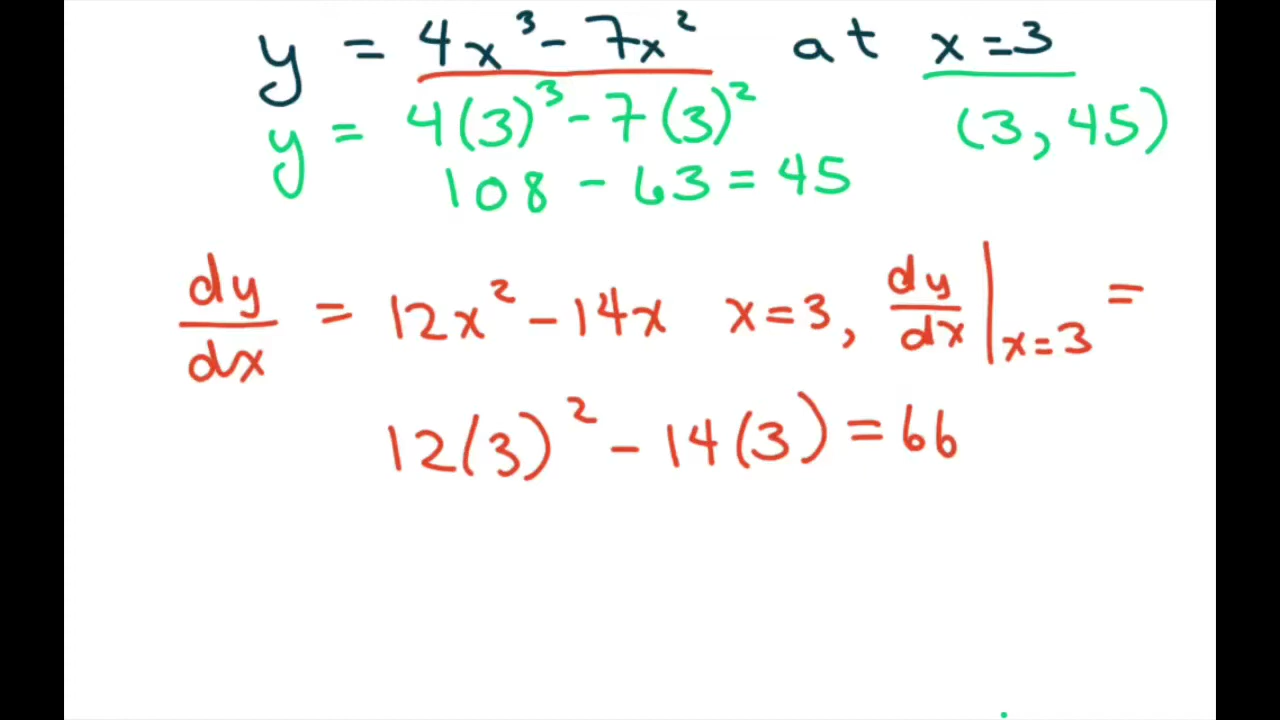 y = 4x³ - 7x² at x=3
y = 4(3)³ - 7(3)² (3, 45)
108 - 63 = 45
dy/dx = 12x² - 14x x=3, dy/dx|x=3 =
12(3)² - 14(3) = 66